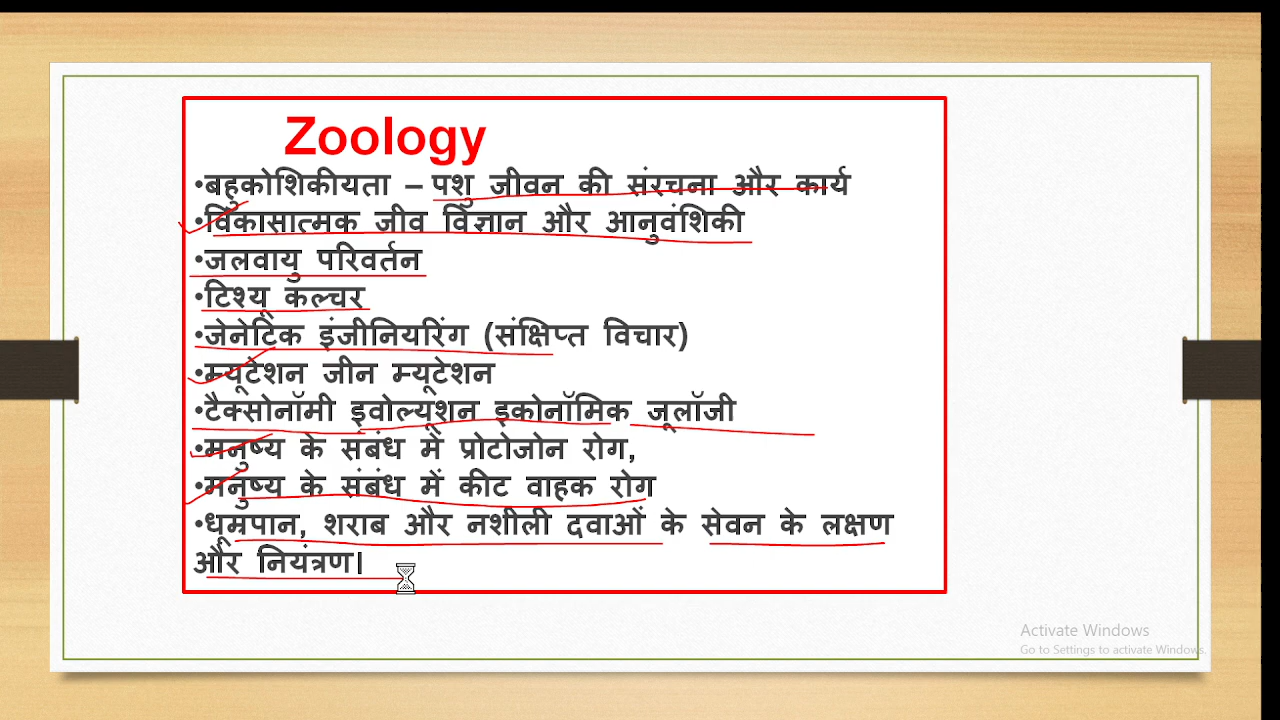 Zoology
•बहुकोशिकीयता – पशु जीवन की संरचना और कार्य
•विकासात्मक जीव विज्ञान और आनुवंशिकी
•जलवायु परिवर्तन
•टिश्यू कल्चर
•जेनेटिक इंजीनियरिंग (संक्षिप्त विचार)
•म्यूटेशन जीन म्यूटेशन
•टैक्सोनॉमी इवोल्यूशन इकोनॉमिक जूलॉजी
•मनुष्य के संबंध में प्रोटोजोन रोग,
•मनुष्य के संबंध में कीट वाहक रोग
•धूम्रपान, शराब और नशीली दवाओं के सेवन के लक्षण
और नियंत्रण।
Activate Windows
Go to Settings to activate Windows.